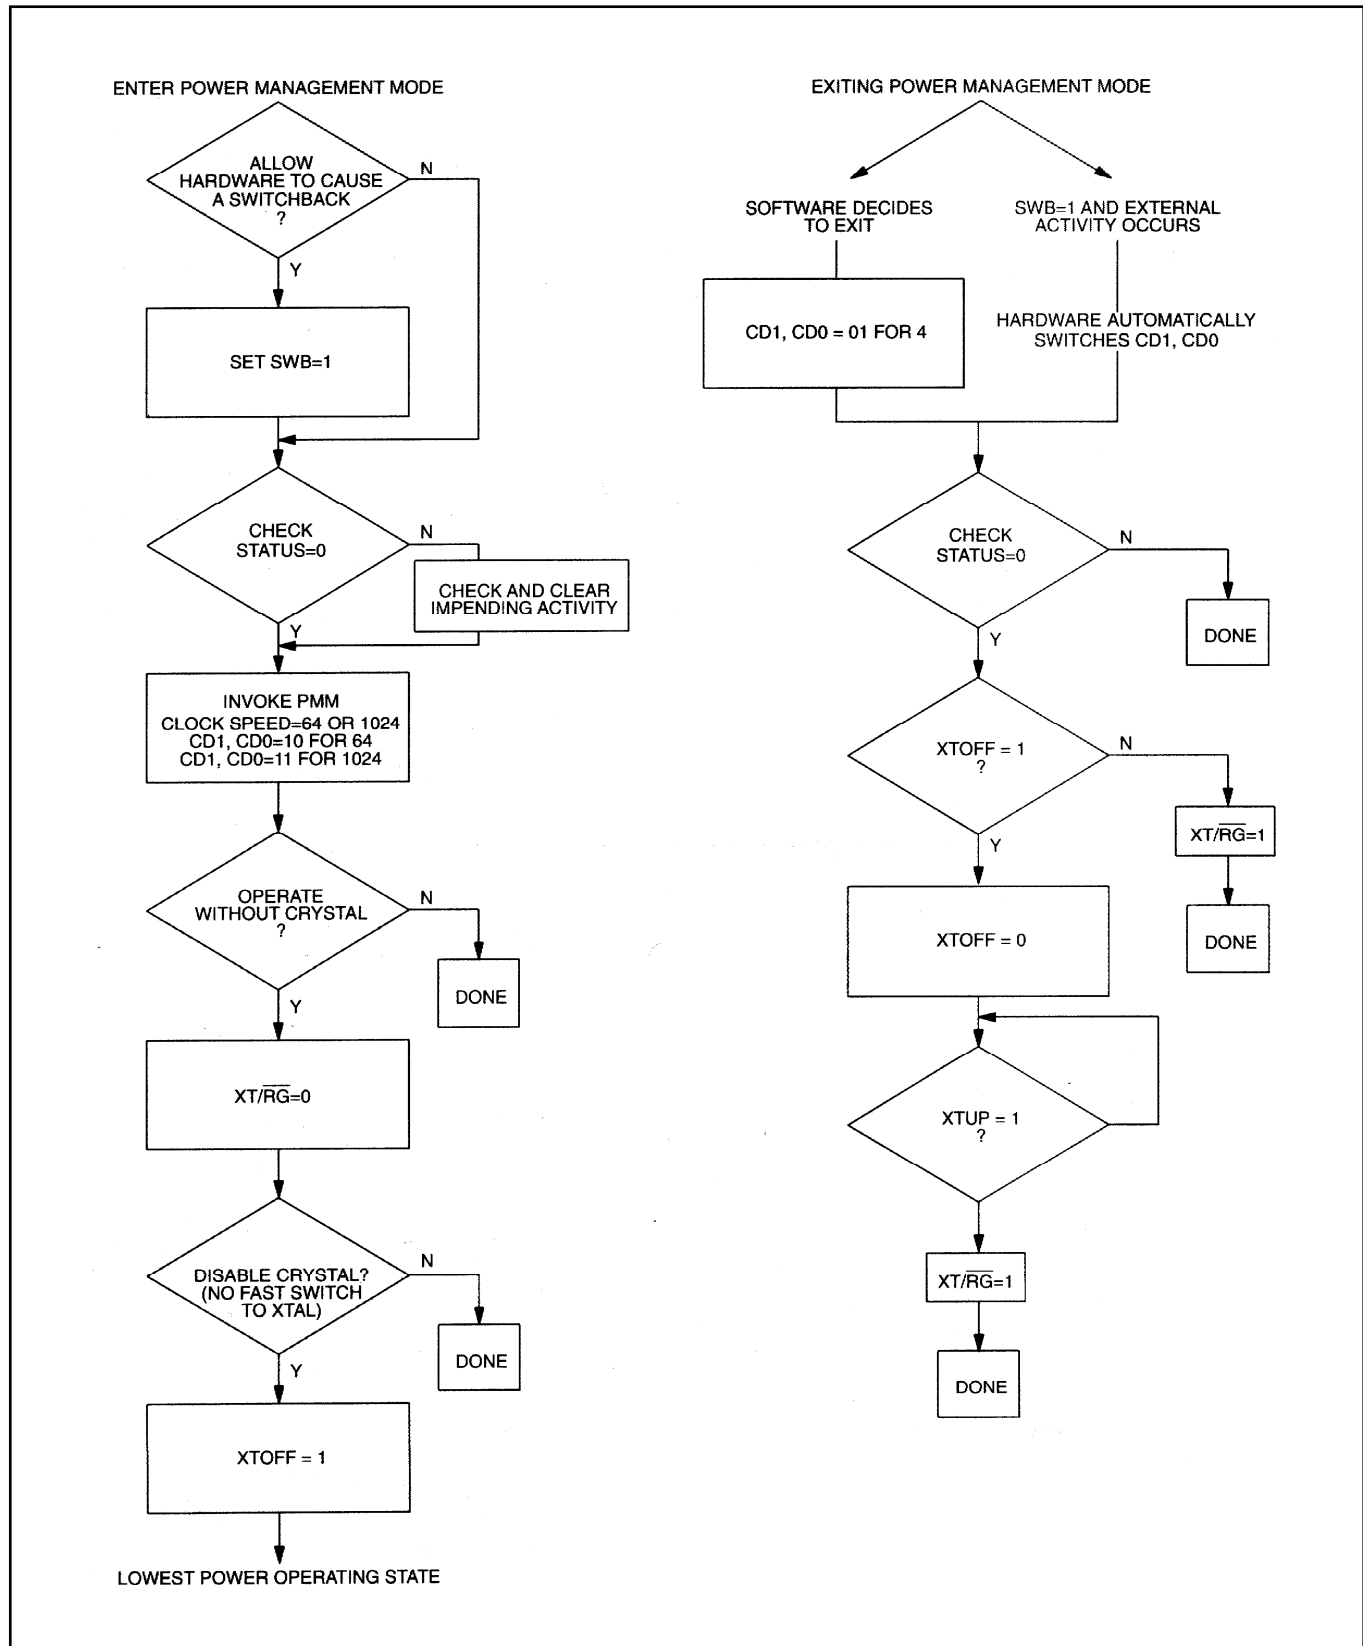 ENTER POWER MANAGEMENT MODE
ALLOW
HARDWARE TO CAUSE
A SWITCHBACK
?
N
Y
SET SWB=1
CHECK
STATUS=0
N
CHECK AND CLEAR
IMPENDING ACTIVITY
Y
INVOKE PMM
CLOCK SPEED=64 OR 1024
CD1, CD0=10 FOR 64
CD1, CD0=11 FOR 1024
OPERATE
WITHOUT CRYSTAL
?
N
DONE
Y
XT/R̅G̅=0
DISABLE CRYSTAL?
(NO FAST SWITCH
TO XTAL)
N
DONE
Y
XTOFF = 1
LOWEST POWER OPERATING STATE
EXITING POWER MANAGEMENT MODE
SOFTWARE DECIDES
TO EXIT
CD1, CD0 = 01 FOR 4
SWB=1 AND EXTERNAL
ACTIVITY OCCURS
HARDWARE AUTOMATICALLY
SWITCHES CD1, CD0
CHECK
STATUS=0
N
DONE
Y
XTOFF = 1
?
N
XT/R̅G̅=1
DONE
Y
XTOFF = 0
XTUP = 1
?
XT/R̅G̅=1
DONE